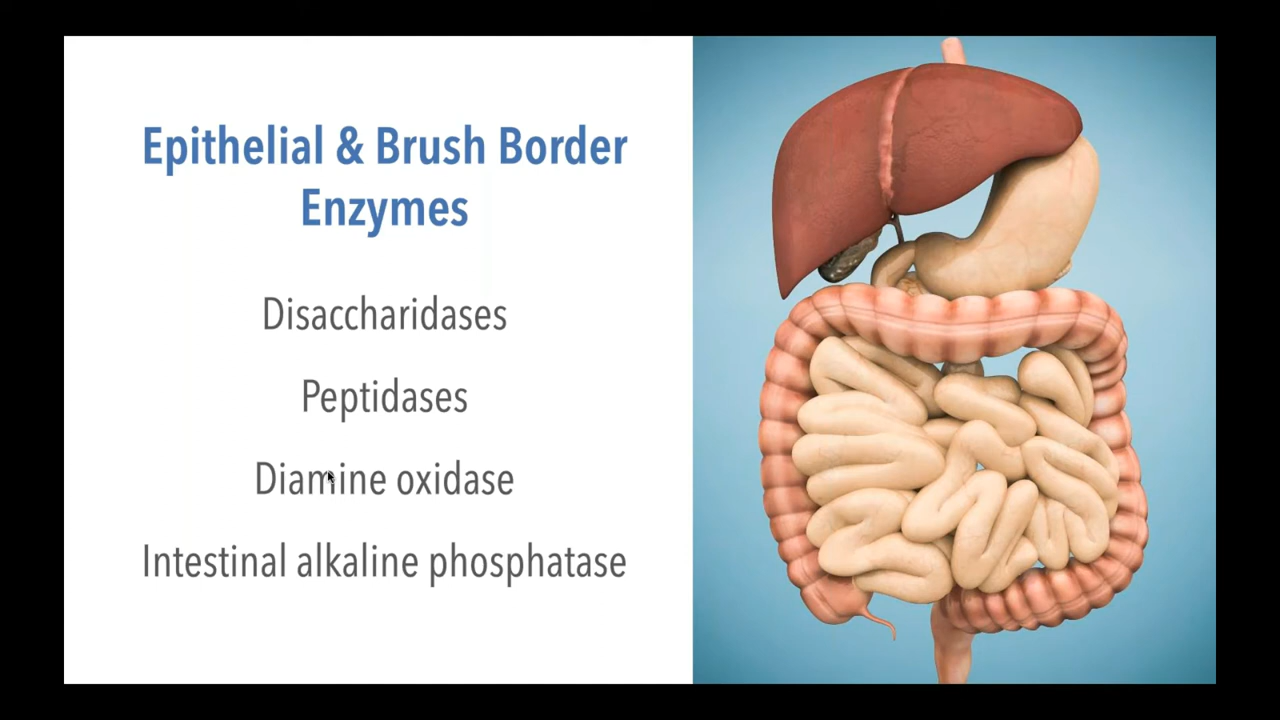 Epithelial & Brush Border
Enzymes
Disaccharidases
Peptidases
Diamine oxidase
Intestinal alkaline phosphatase